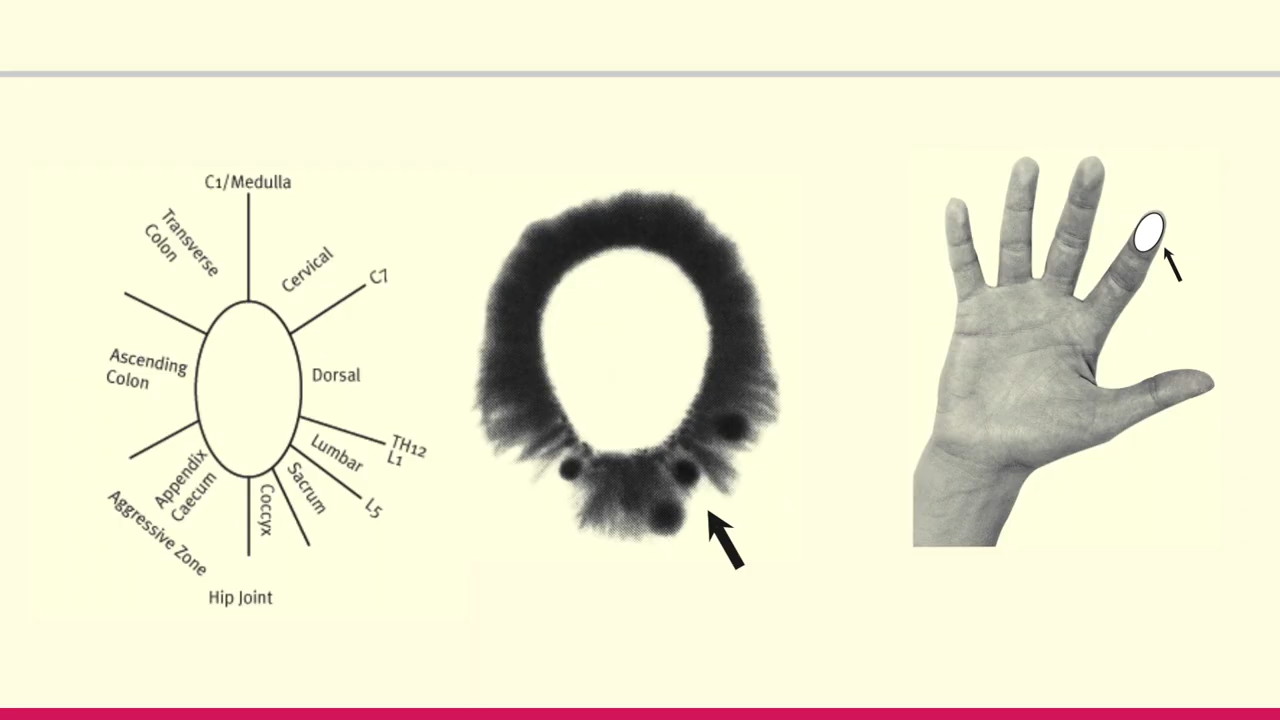 C1/Medulla
Transverse
Colon
Cervical
C7
Ascending
Colon
Dorsal
TH12
L1
Lumbar
L5
Sacrum
Coccyx
Appendix
Caecum
Aggressive Zone
Hip Joint